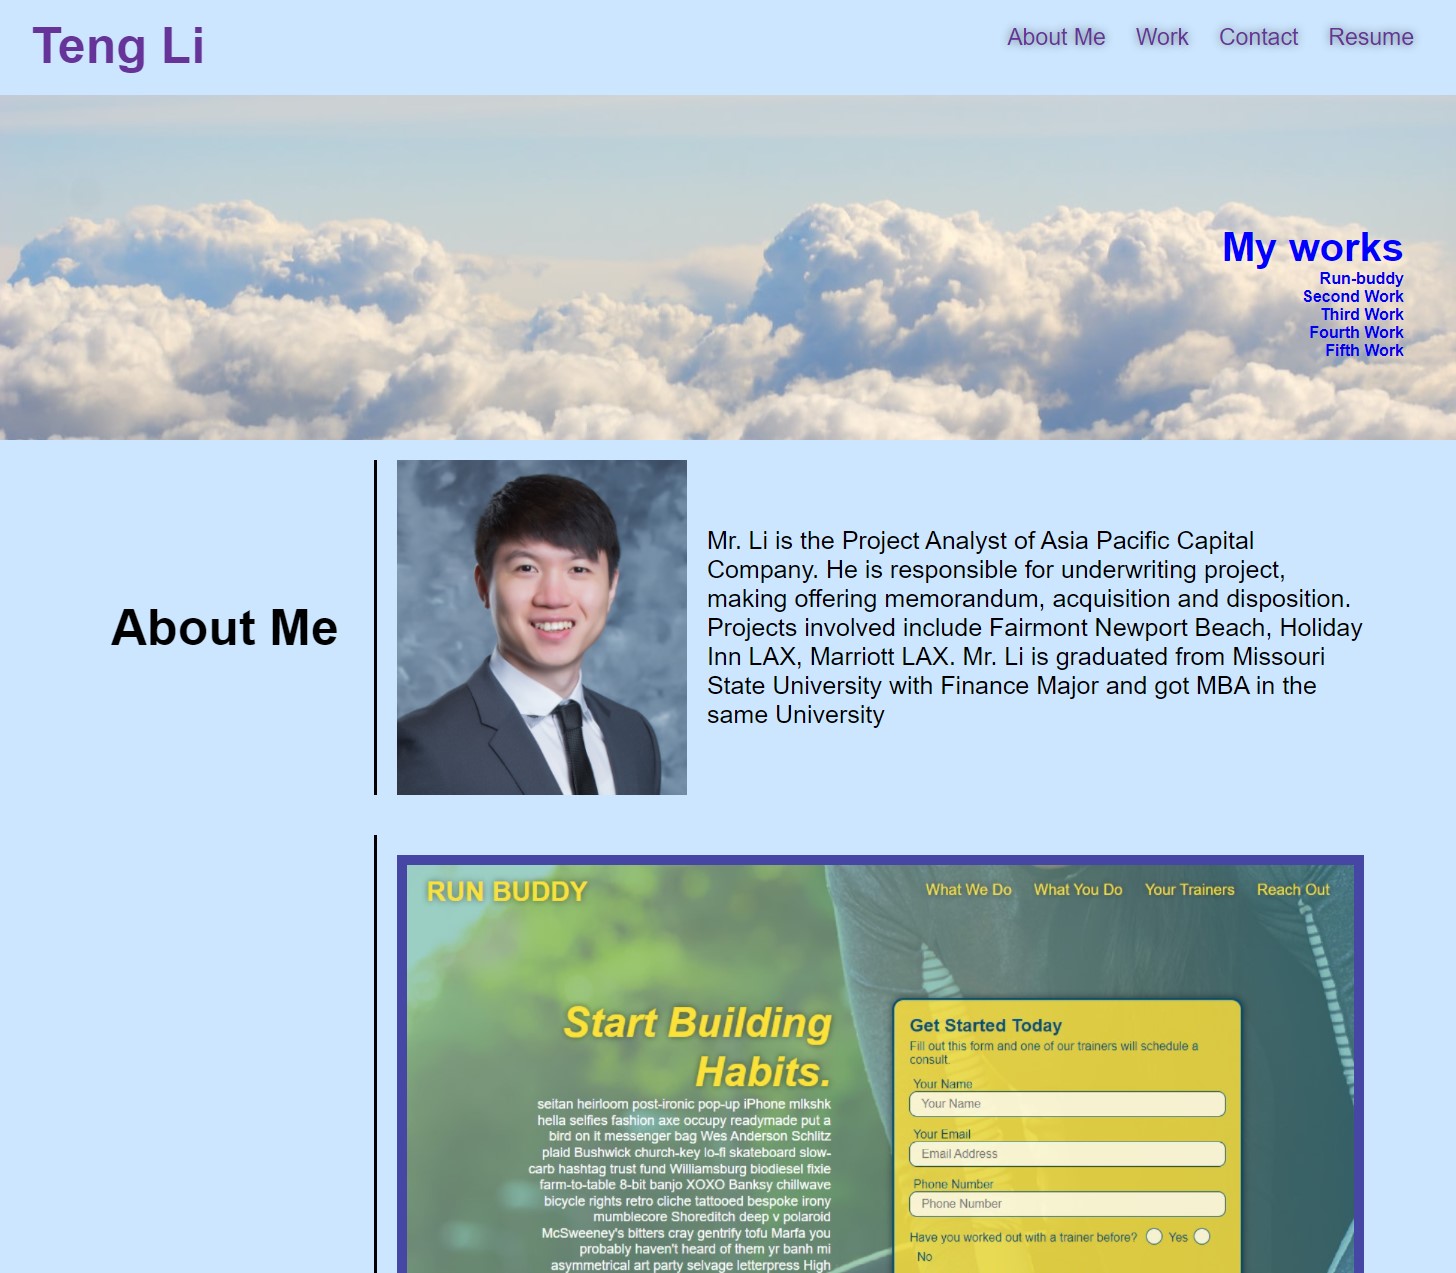 Teng Li
About Me Work Contact Resume
My works
Run-buddy
Second Work
Third Work
Fourth Work
Fifth Work
About Me
Mr. Li is the Project Analyst of Asia Pacific Capital
Company. He is responsible for underwriting project,
making offering memorandum, acquisition and disposition.
Projects involved include Fairmont Newport Beach, Holiday
Inn LAX, Marriott LAX. Mr. Li is graduated from Missouri
State University with Finance Major and got MBA in the
same University
RUN BUDDY
What We Do What You Do Your Trainers Reach Out
Start Building
Habits.
seitan heirloom post-ironic pop-up iPhone mlkshk
hella selfies fashion axe occupy readymade put a
bird on it messenger bag Wes Anderson Schlitz
plaid Bushwick church-key lo-fi skateboard slow-
carb hashtag trust fund Williamsburg biodiesel fixie
farm-to-table 8-bit banjo XOXO Banksy chillwave
bicycle rights retro cliche tattooed bespoke irony
mumblecore Shoreditch deep v polaroid
McSweeney's bitters cray gentrify tofu Marfa you
probably haven't heard of them yr banh mi
asymmetrical art party selvage letterpress High
Get Started Today
Fill out this form and one of our trainers will schedule a
consult.
Your Name
Your Name
Your Email
Email Address
Phone Number
Phone Number
Have you worked out with a trainer before? Yes
No